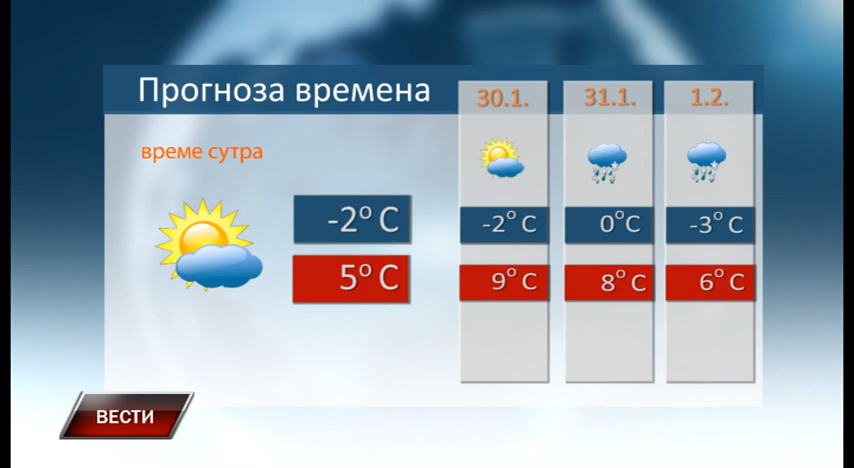 Прогноза времена
време сутра
-2° C
5° C
30.1.
-2° C
9° C
31.1.
0°C
8° C
1.2.
-3° C
6° C
ВЕСТИ